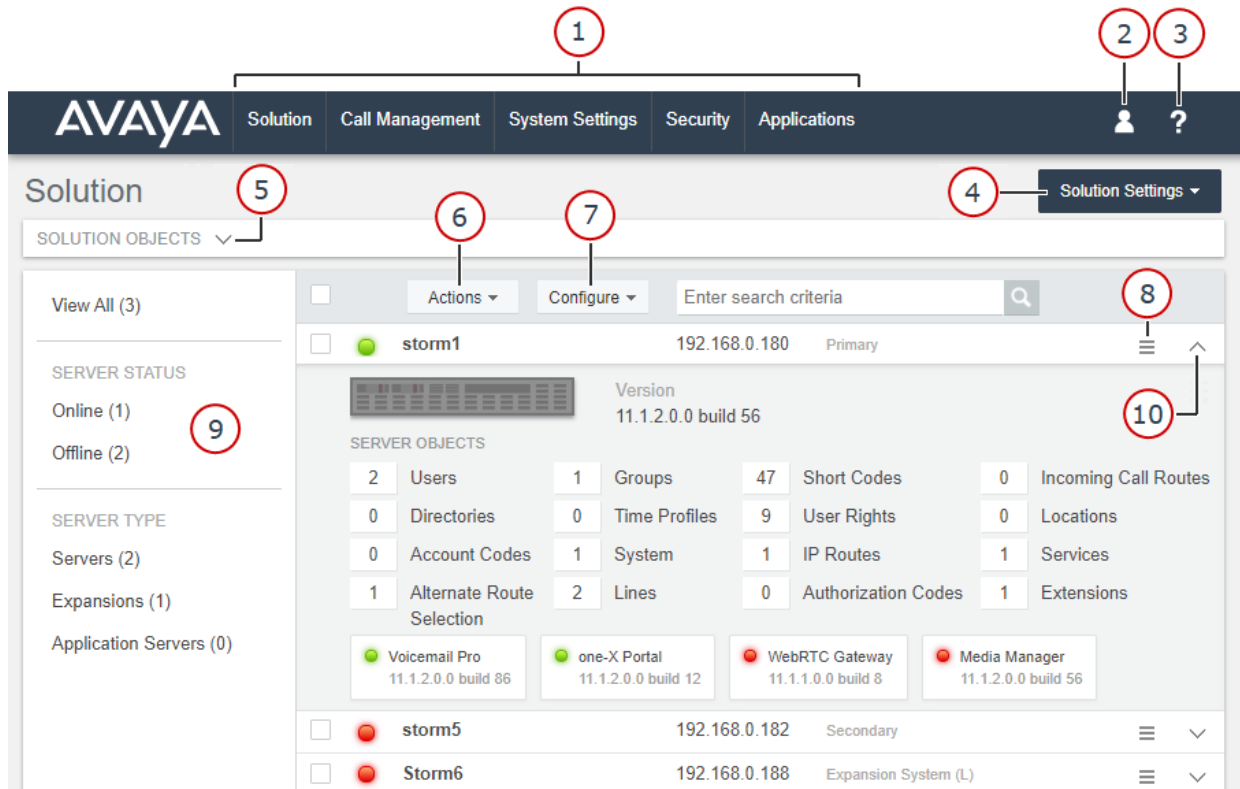 1
2
3
AVAYA Solution Call Management System Settings Security Applications ?
Solution
5
6
7
4
Solution Settings
SOLUTION OBJECTS
View All (3)
SERVER STATUS
Online (1)
Offline (2)
9
SERVER TYPE
Servers (2)
Expansions (1)
Application Servers (0)
Actions Configure Enter search criteria
8
storm1 192.168.0.180 Primary
10
Version
11.1.2.0.0 build 56
SERVER OBJECTS
2 Users 1 Groups 47 Short Codes 0 Incoming Call Routes
0 Directories 0 Time Profiles 9 User Rights 0 Locations
0 Account Codes 1 System 1 IP Routes 1 Services
1 Alternate Route Selection 2 Lines 0 Authorization Codes 1 Extensions
Voicemail Pro
11.1.2.0.0 build 86
one-X Portal
11.1.2.0.0 build 12
WebRTC Gateway
11.1.1.0.0 build 8
Media Manager
11.1.2.0.0 build 56
storm5 192.168.0.182 Secondary
Storm6 192.168.0.188 Expansion System (L)